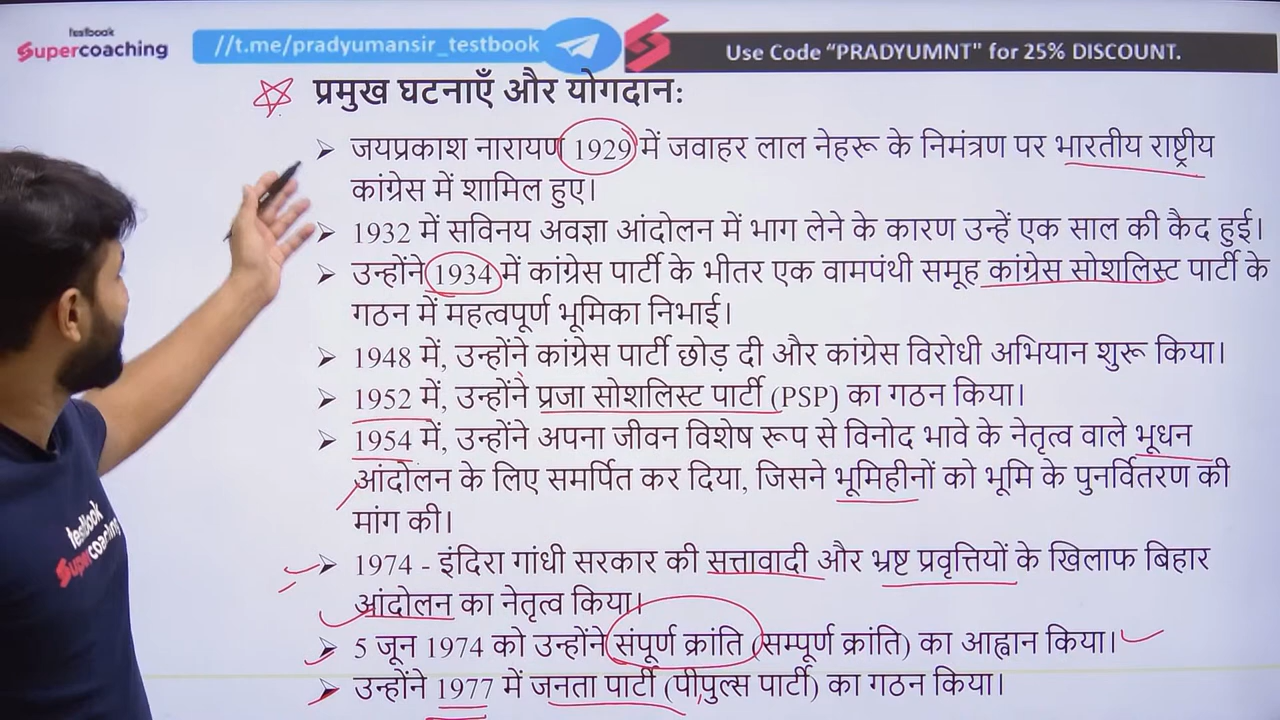 testbook
Supercoaching
//t.me/pradyumansir_testbook
Use Code “PRADYUMNT" for 25% DISCOUNT.
प्रमुख घटनाएँ और योगदान:
जयप्रकाश नारायण 1929 में जवाहर लाल नेहरू के निमंत्रण पर भारतीय राष्ट्रीय
कांग्रेस में शामिल हुए।
1932 में सविनय अवज्ञा आंदोलन में भाग लेने के कारण उन्हें एक साल की कैद हुई।
उन्होंने 1934 में कांग्रेस पार्टी के भीतर एक वामपंथी समूह कांग्रेस सोशलिस्ट पार्टी के
गठन में महत्वपूर्ण भूमिका निभाई।
1948 में, उन्होंने कांग्रेस पार्टी छोड़ दी और कांग्रेस विरोधी अभियान शुरू किया।
1952 में, उन्होंने प्रजा सोशलिस्ट पार्टी (PSP) का गठन किया।
1954 में, उन्होंने अपना जीवन विशेष रूप से विनोद भावे के नेतृत्व वाले भूधन
आंदोलन के लिए समर्पित कर दिया, जिसने भूमिहीनों को भूमि के पुनर्वितरण की
मांग की।
1974 - इंदिरा गांधी सरकार की सत्तावादी और भ्रष्ट प्रवृत्तियों के खिलाफ बिहार
आंदोलन का नेतृत्व किया।
5 जून 1974 को उन्होंने संपूर्ण क्रांति (सम्पूर्ण क्रांति) का आह्वान किया।
उन्होंने 1977 में जनता पार्टी (पीपुल्स पार्टी) का गठन किया।
testbook
Supercoaching